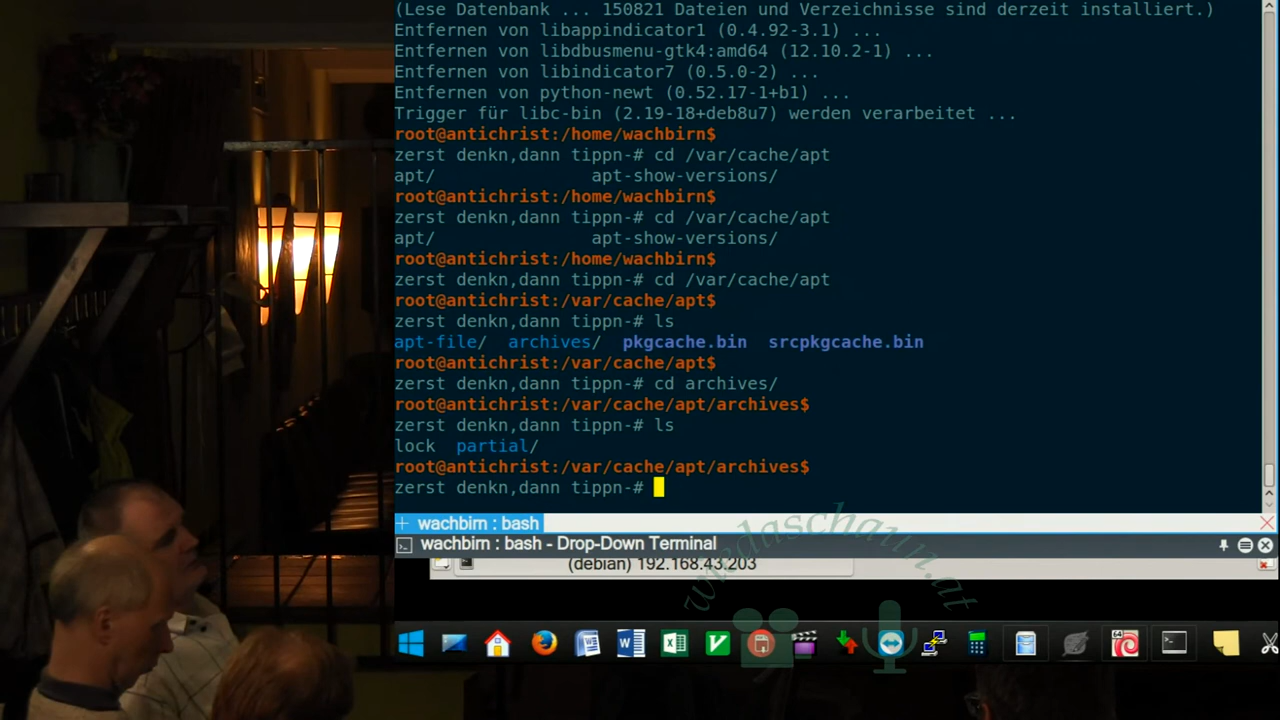 (Lese Datenbank ... 150821 Dateien und Verzeichnisse sind derzeit installiert.)
Entfernen von libappindicator1 (0.4.92-3.1) ...
Entfernen von libdbusmenu-gtk4:amd64 (12.10.2-1) ...
Entfernen von libindicator7 (0.5.0-2) ...
Entfernen von python-newt (0.52.17-1+b1) ...
Trigger für libc-bin (2.19-18+deb8u7) werden verarbeitet ...
root@antichrist:/home/wachbirn$
zerst denkn,dann tippn-# cd /var/cache/apt
apt/ apt-show-versions/
root@antichrist:/home/wachbirn$
zerst denkn,dann tippn-# cd /var/cache/apt
apt/ apt-show-versions/
root@antichrist:/home/wachbirn$
zerst denkn,dann tippn-# cd /var/cache/apt
root@antichrist:/var/cache/apt$
zerst denkn,dann tippn-# ls
apt-file/ archives/ pkgcache.bin srcpkgcache.bin
root@antichrist:/var/cache/apt$
zerst denkn,dann tippn-# cd archives/
root@antichrist:/var/cache/apt/archives$
zerst denkn,dann tippn-# ls
lock partial/
root@antichrist:/var/cache/apt/archives$
zerst denkn,dann tippn-#
wachbirn : bash
wachbirn : bash - Drop-Down Terminal
(debian) 192.168.43.203
wiedaschaun.at